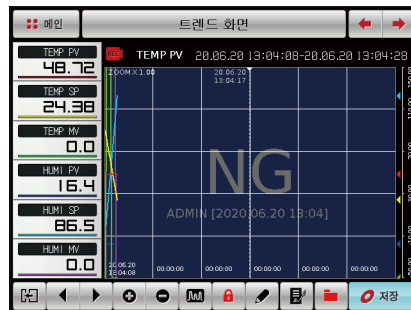 메인
트렌드 화면
TEMP PV
48.72
TEMP SP
24.38
TEMP MV
0.0
HUMI PV
16.4
HUMI SP
86.5
HUMI MV
0.0
REC
TEMP PV 20.06.20 13:04:08-20.06.20 13:04:28
ZOOM X 1.00
20.06.20
13:04:17
NG
ADMIN [2020.06.20 13:04]
20.06.20
13:04:08
00:00:00 00:00:00 00:00:00 00:00:00 00:00:00
저장